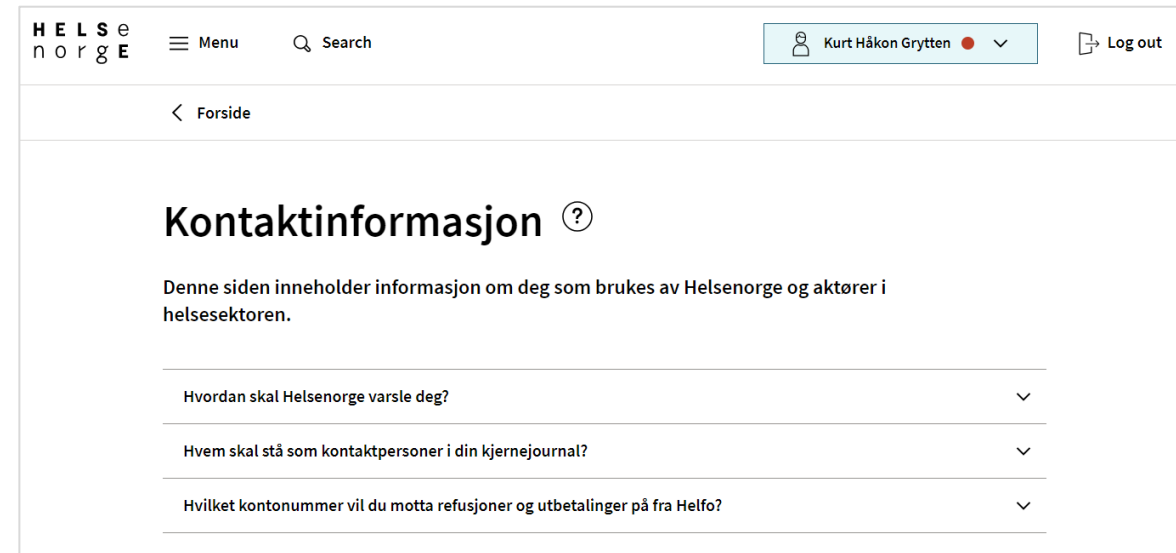 HELSe
norgE
Menu
Search
Kurt Håkon Grytten
Log out
Forside
Kontaktinformasjon ?
Denne siden inneholder informasjon om deg som brukes av Helsenorge og aktører i
helsesektoren.
Hvordan skal Helsenorge varsle deg?
Hvem skal stå som kontaktpersoner i din kjernejournal?
Hvilket kontonummer vil du motta refusjoner og utbetalinger på fra Helfo?